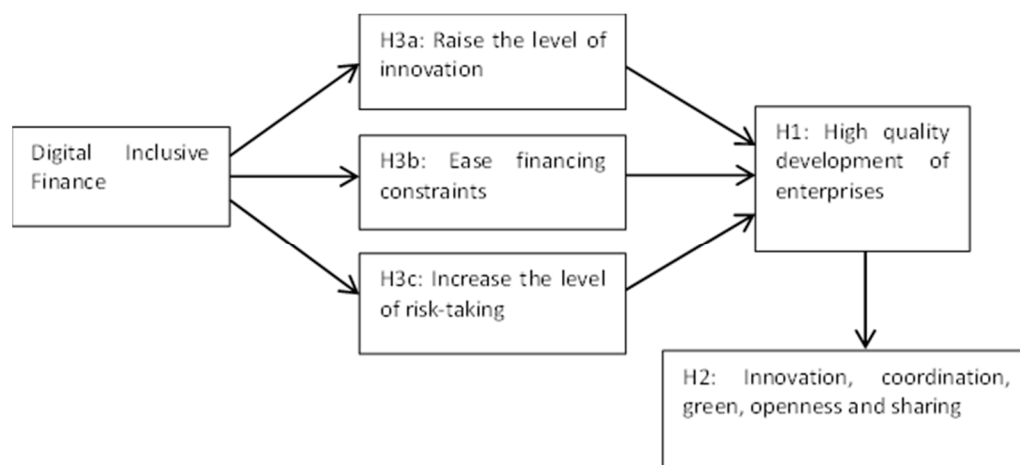 H3a: Raise the level of
innovation
Digital Inclusive
Finance
H3b: Ease financing
constraints
H3c: Increase the level
of risk-taking
H1: High quality
development of
enterprises
H2: Innovation, coordination,
green, openness and sharing